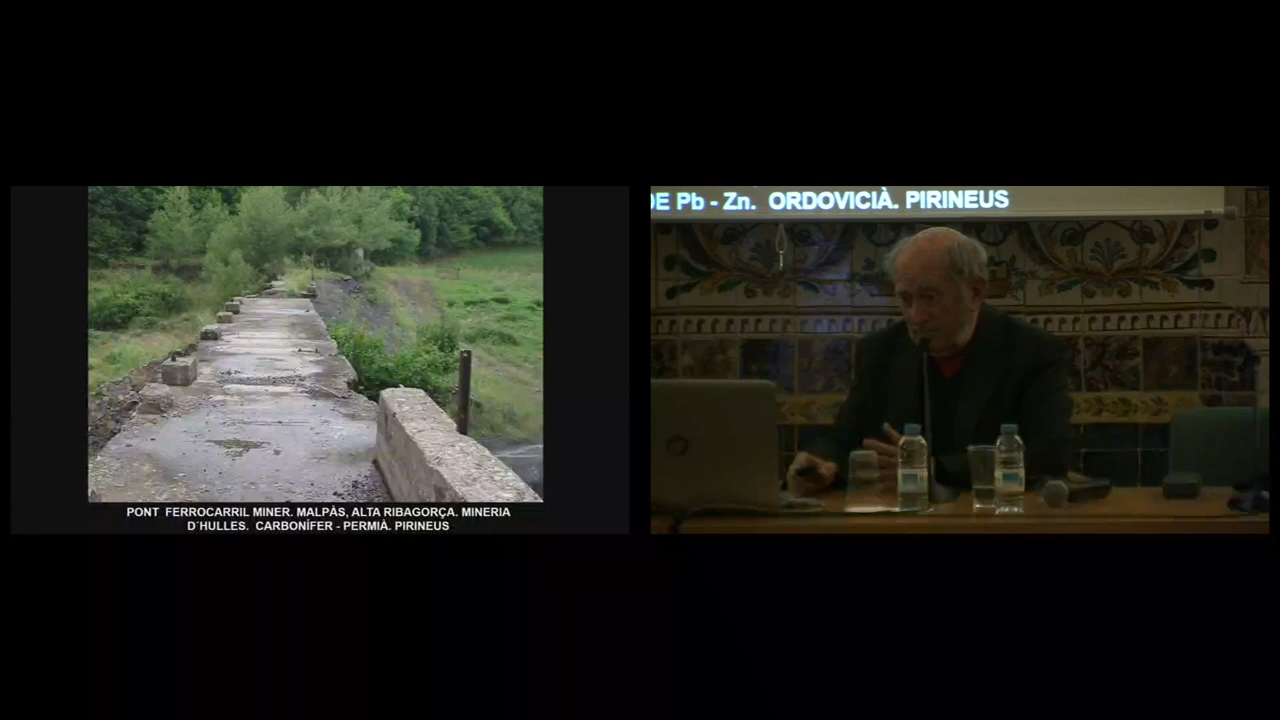 PONT FERROCARRIL MINER. MALPÀS, ALTA RIBAGORÇA. MINERIA
D´HULLES. CARBONÍFER - PERMIÀ. PIRINEUS
DE Pb - Zn. ORDOVICIÀ. PIRINEUS